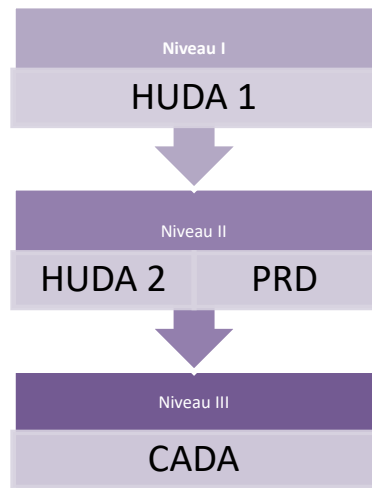 Niveau I
HUDA 1
Niveau II
HUDA 2 PRD
Niveau III
CADA